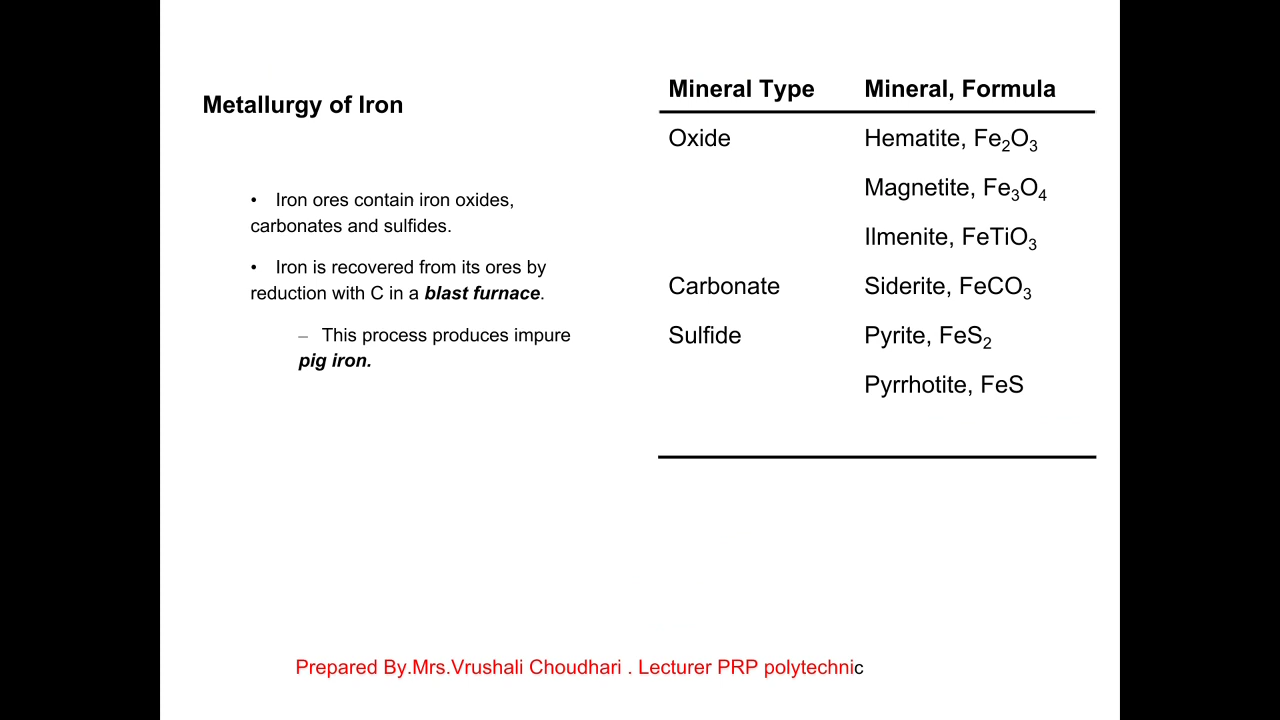 Metallurgy of Iron
• Iron ores contain iron oxides,
carbonates and sulfides.
• Iron is recovered from its ores by
reduction with C in a blast furnace.
– This process produces impure
pig iron.
Mineral Type Mineral, Formula
Oxide Hematite, Fe₂O₃
Magnetite, Fe₃O₄
Ilmenite, FeTiO₃
Carbonate Siderite, FeCO₃
Sulfide Pyrite, FeS₂
Pyrrhotite, FeS
Prepared By.Mrs.Vrushali Choudhari . Lecturer PRP polytechnic